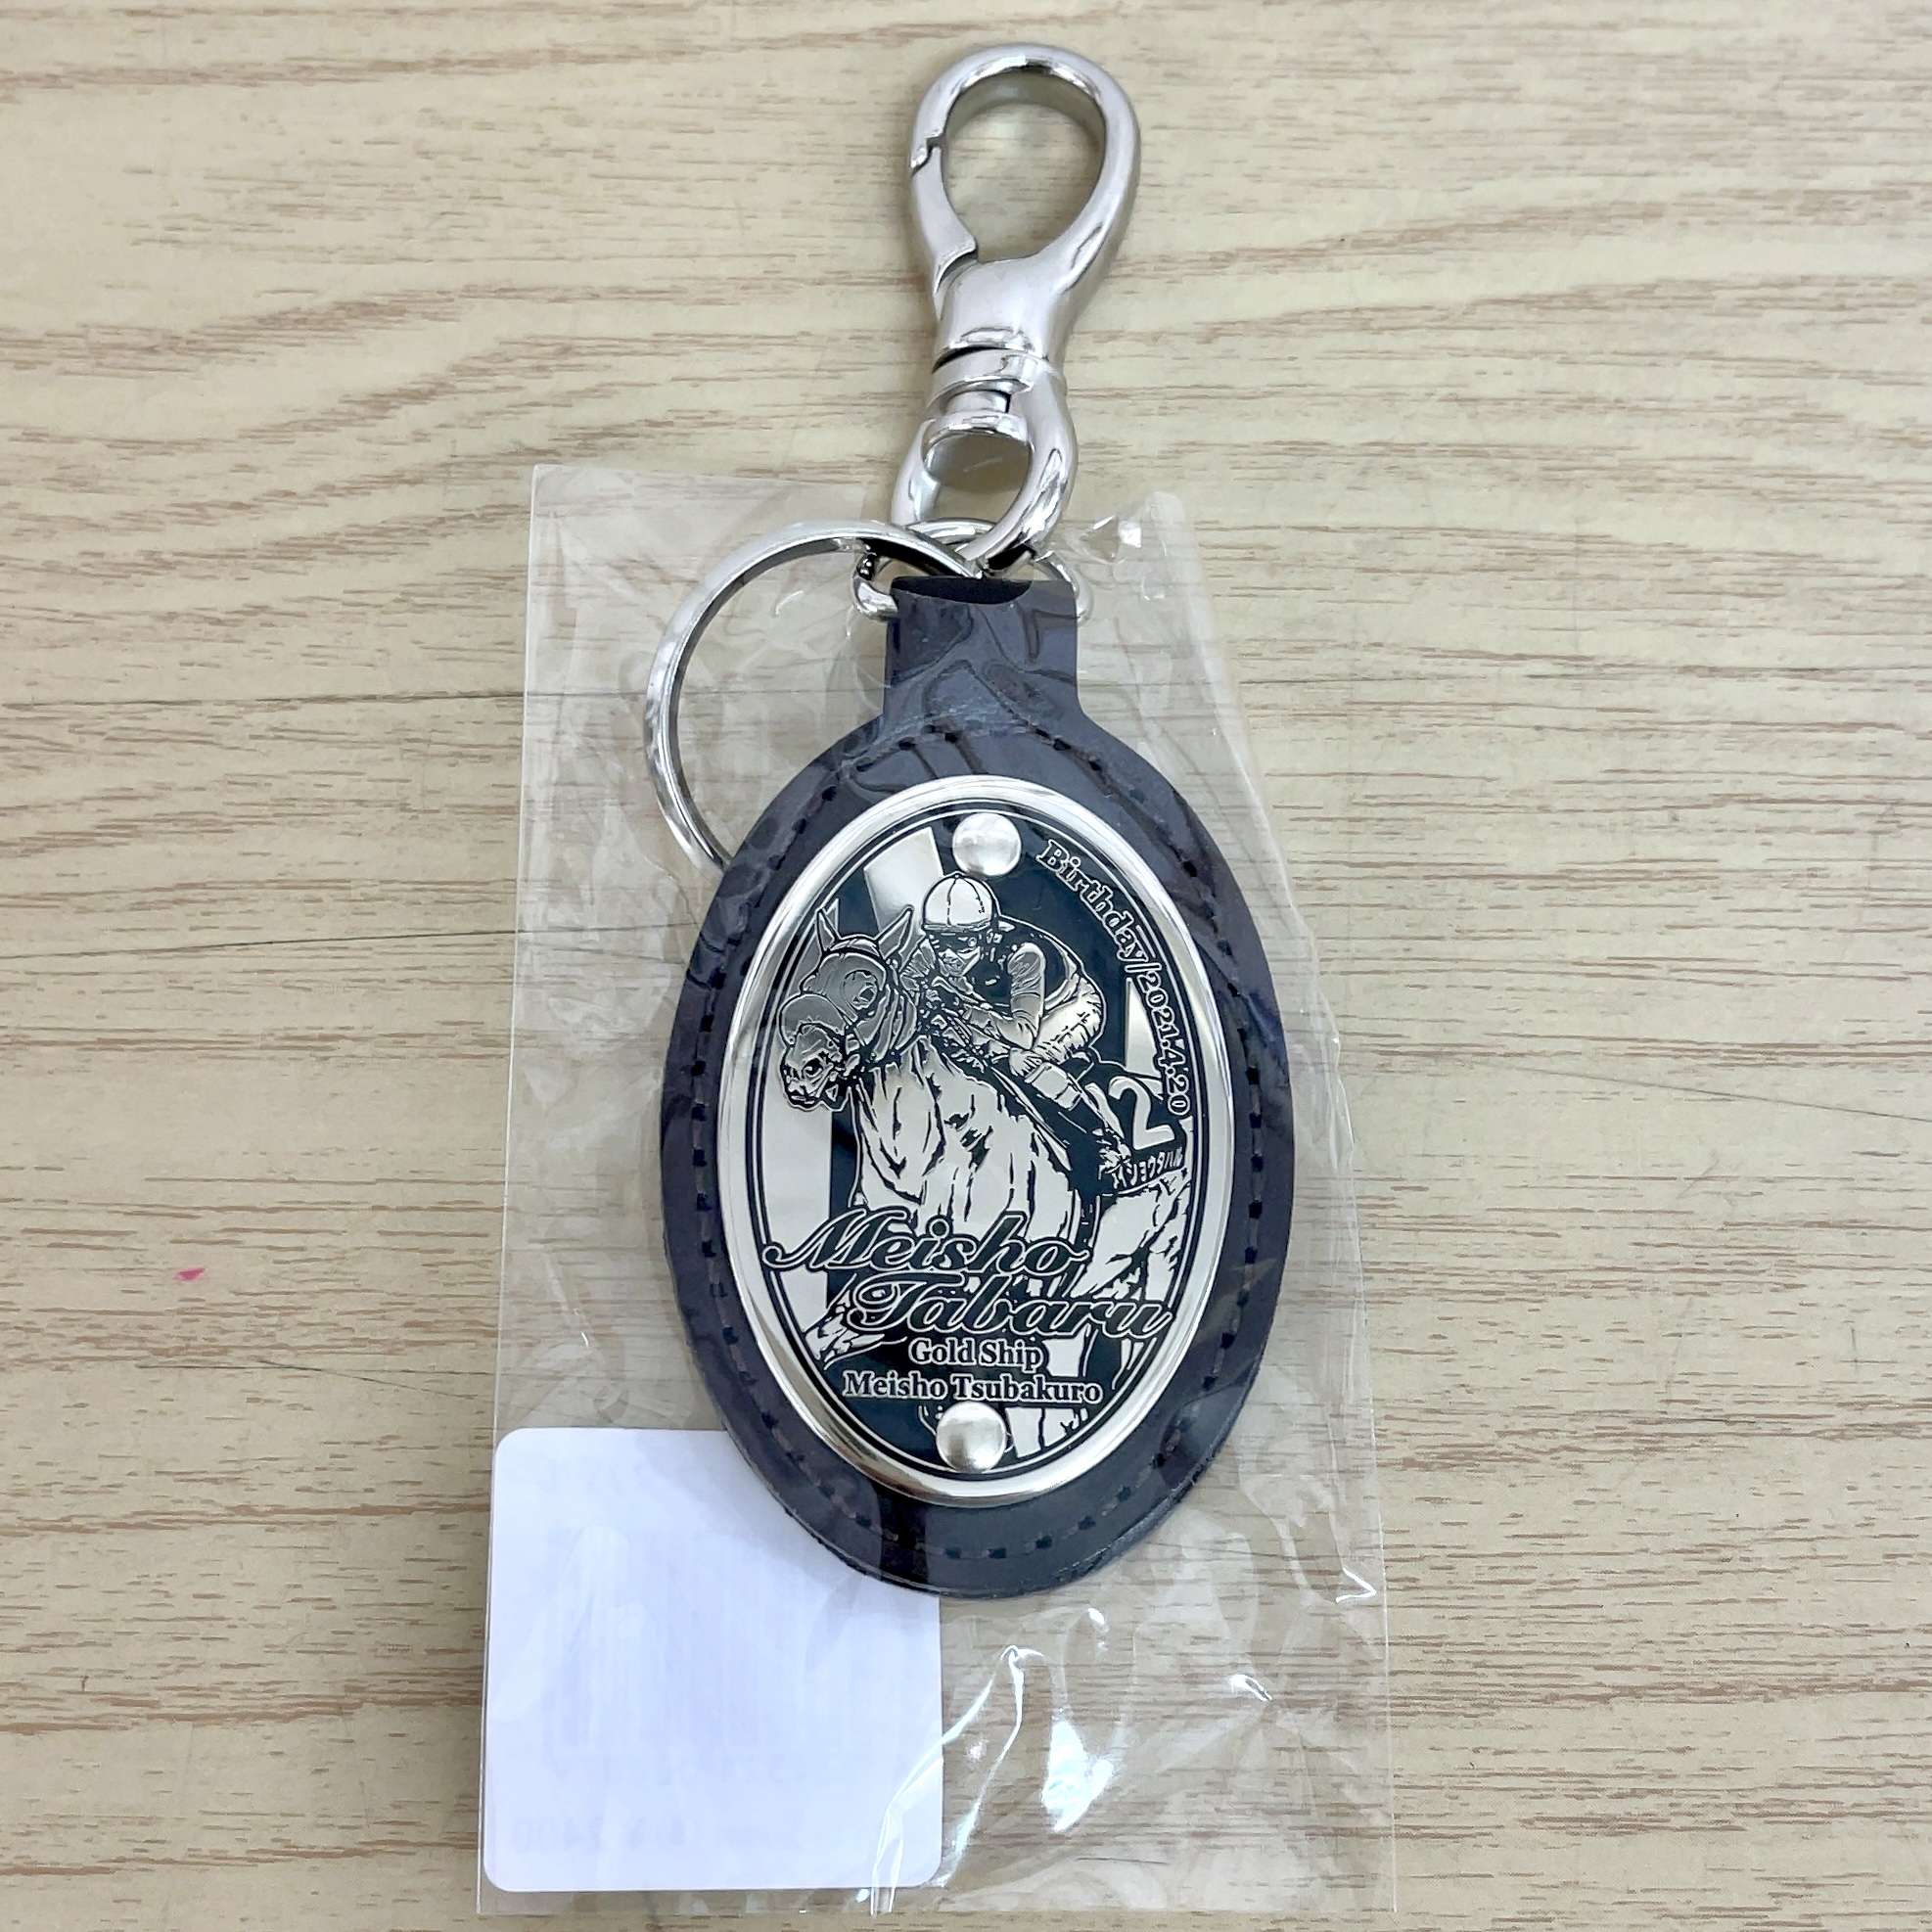 Birthday/2021.4.20
2
メイショウタバル
Meisho
Tabaru
Gold Ship
Meisho Tsubakuro